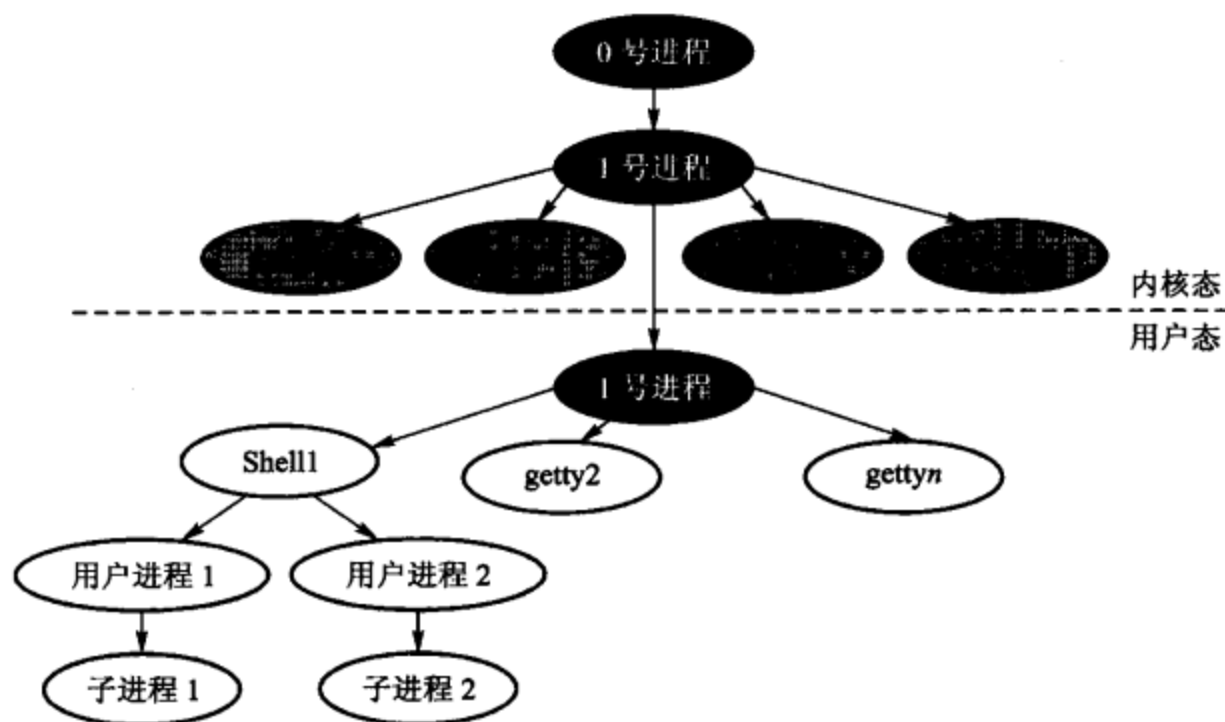 0 号进程
1 号进程
内核态
用户态
1 号进程
Shell1
getty2
gettyn
用户进程 1
用户进程 2
子进程 1
子进程 2